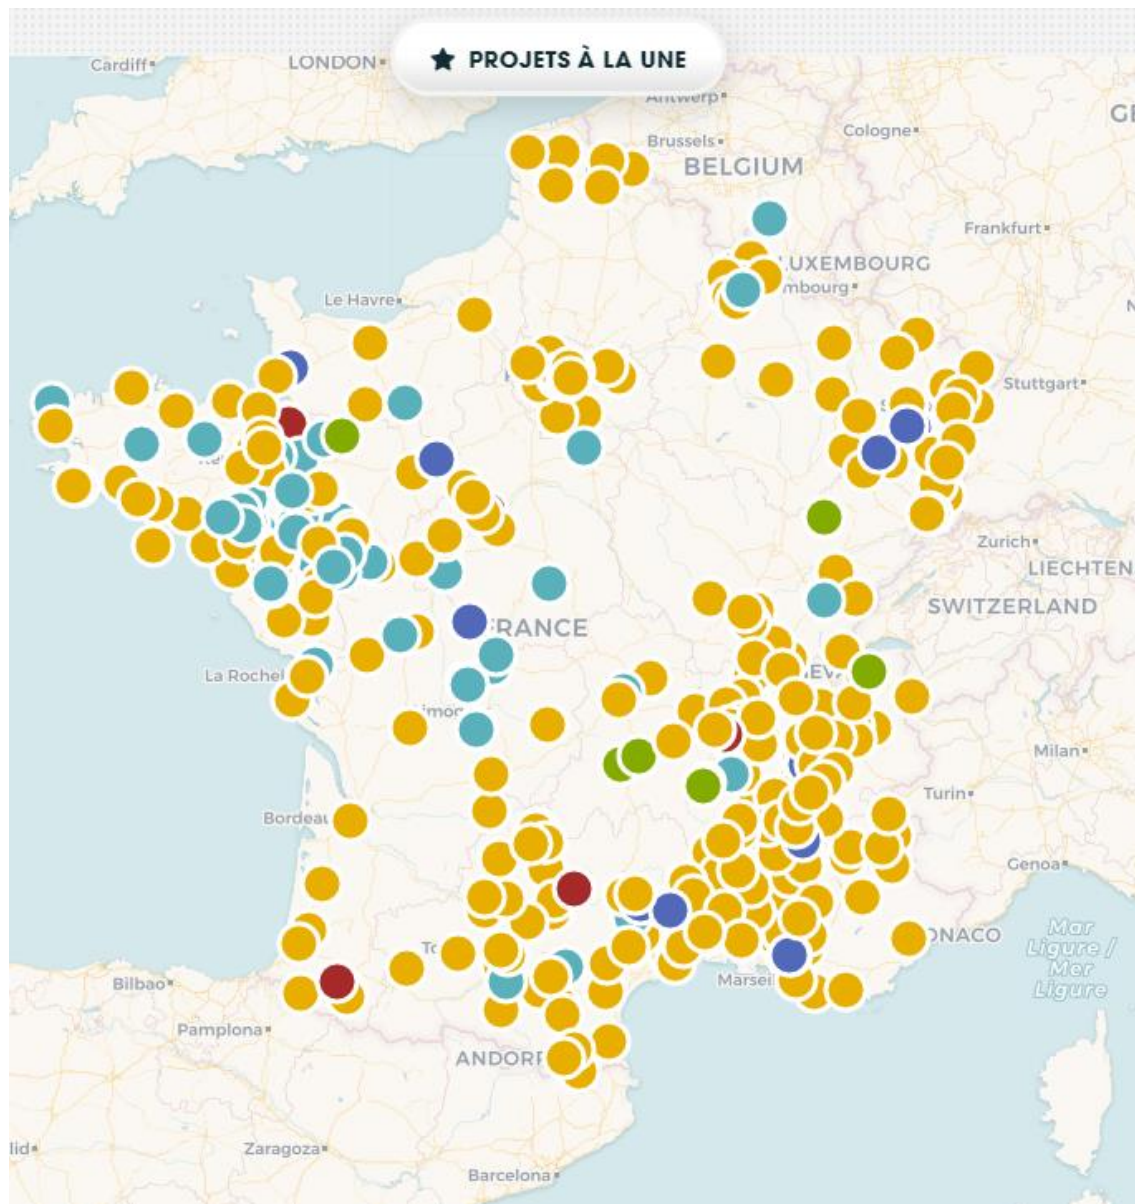 PROJETS À LA UNE
Cardiff
LONDON
Antwerp
Brussels
Cologne
BELGIUM
Frankfurt
LUXEMBOURG
Le Havre
Stuttgart
Zurich
LIECHTEN
SWITZERLAND
FRANCE
La Rochel
Milan
Turin
Bordeau
Genoa
ONACO
Mar
Ligure /
Mer
Ligure
Bilbao
Marsei
Pamplona
ANDORR
lid
Zaragoza
Barcelona